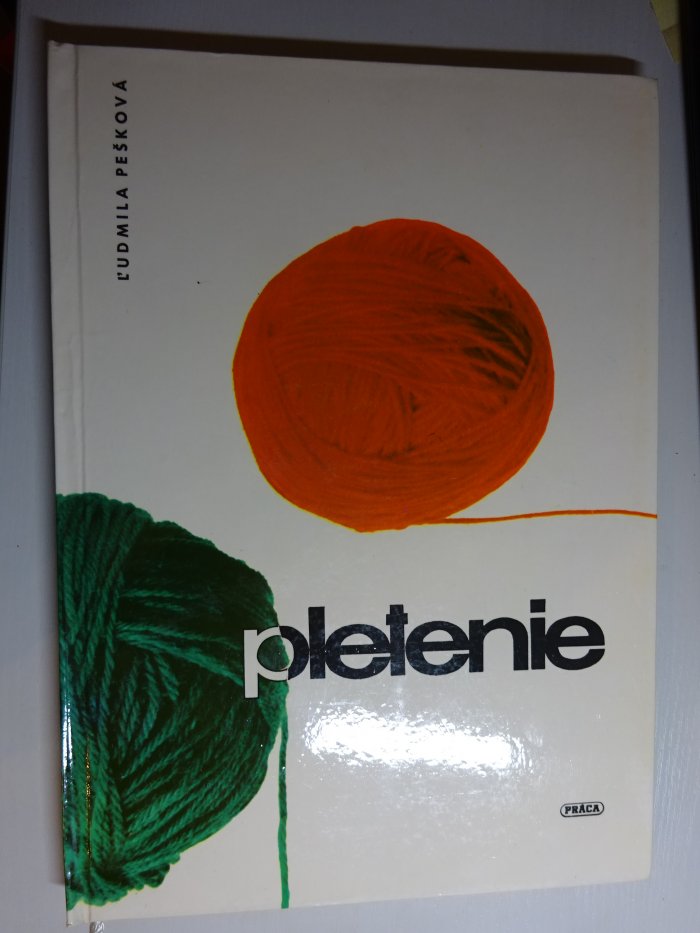 ĽUDMILA PEŠKOVÁ
pletenie
PRÁCA